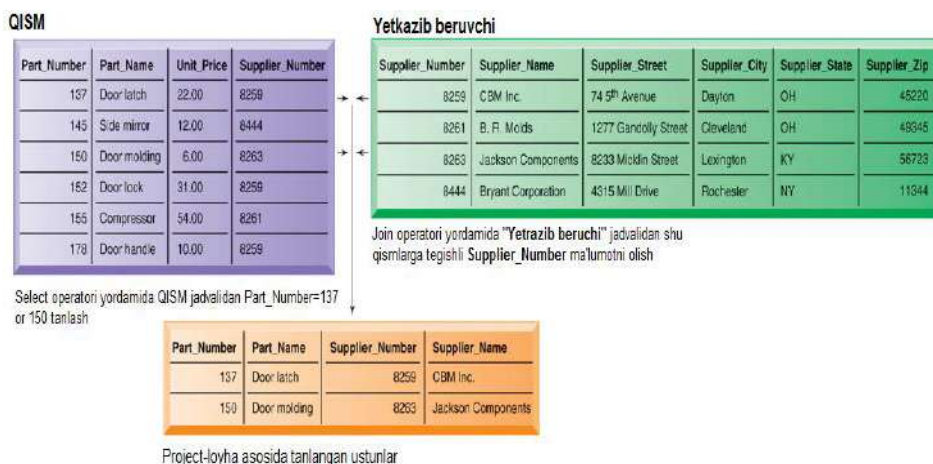 QISM
Part_Number Part_Name Unit_Price Supplier_Number
137 Door latch 22.00 8259
145 Side mirror 12.00 8444
150 Door molding 6.00 8263
152 Door lock 31.00 8259
155 Compressor 54.00 8261
178 Door handle 10.00 8259
Select operatori yordamida QISM jadvalidan Part_Number=137
or 150 tanlash
Yetkazib beruvchi
Supplier_Number Supplier_Name Supplier_Street Supplier_City Supplier_State Supplier_Zip
8259 CBM Inc. 74 5th Avenue Dayton OH 45220
8261 B. R. Molds 1277 Gandolly Street Cleveland OH 49345
8263 Jackson Components 8233 Micklin Street Lexington KY 56723
8444 Bryant Corporation 4315 Mill Drive Rochester NY 11344
Join operatori yordamida "Yetrazib beruchi" jadvalidan shu
qismlarga tegishli Supplier_Number ma'lumotni olish
Part_Number Part_Name Supplier_Number Supplier_Name
137 Door latch 8259 CBM Inc.
150 Door molding 8263 Jackson Components
Project-loyha asosida tanlangan ustunlar